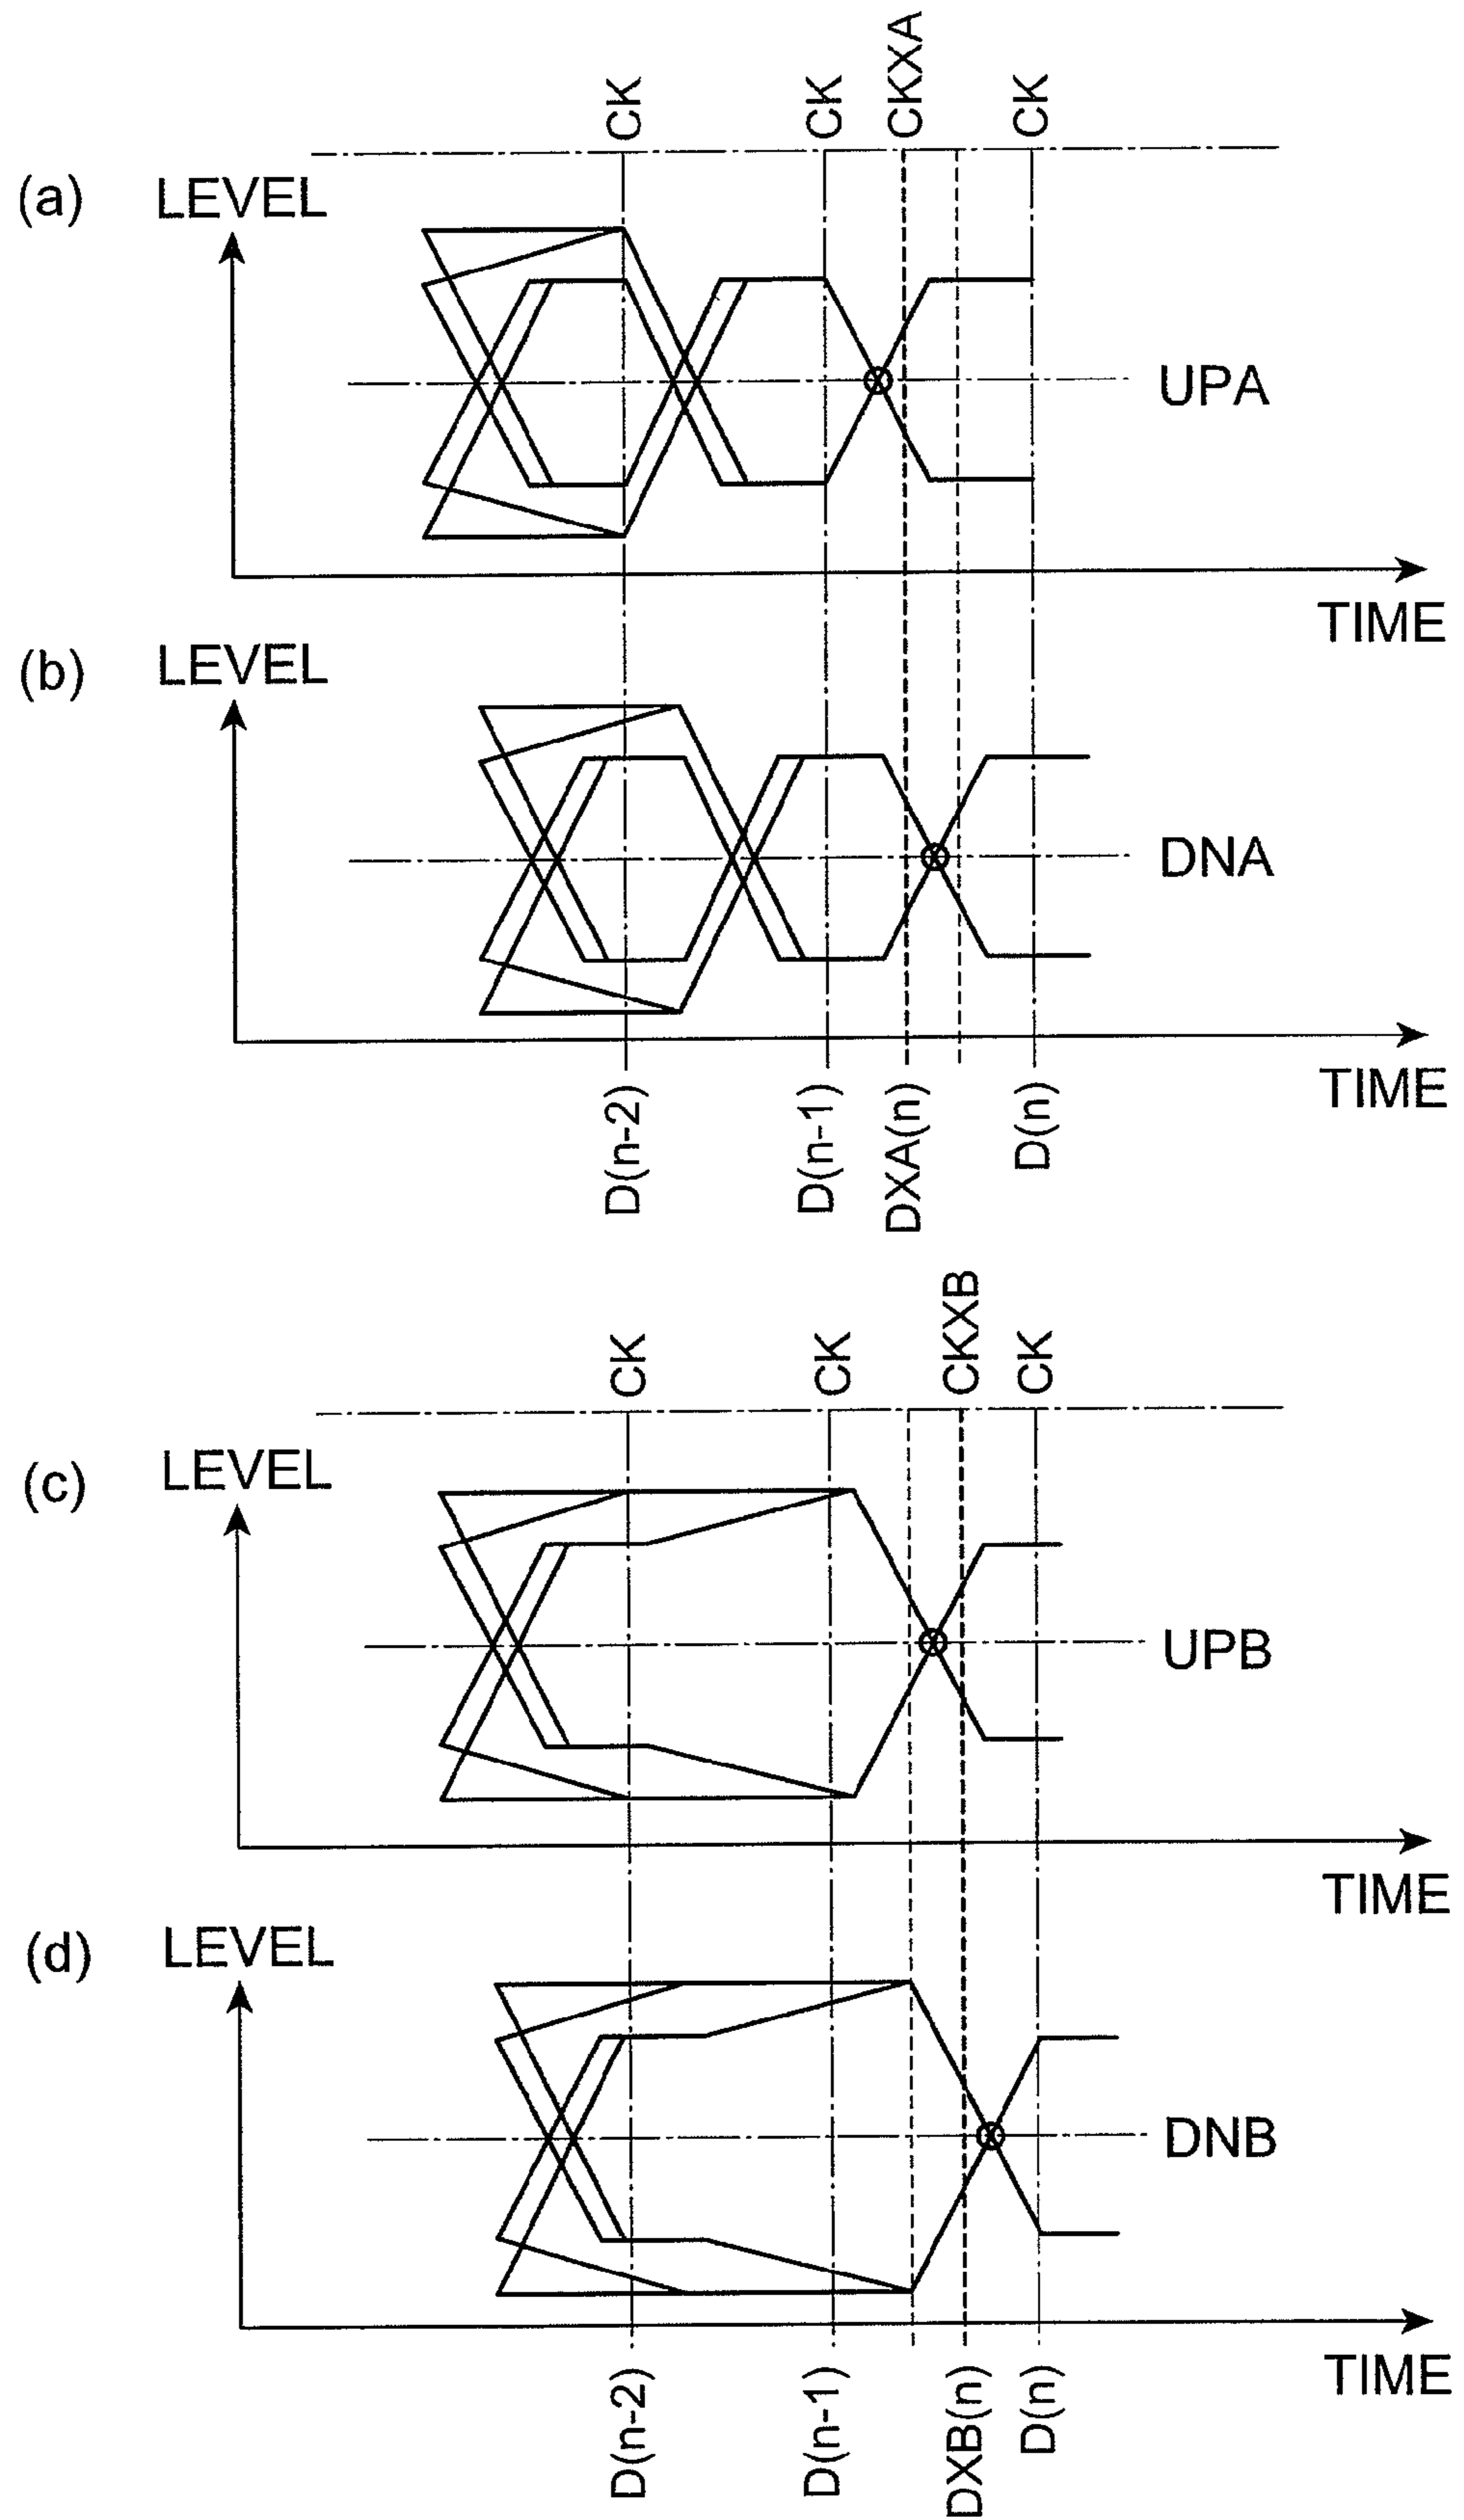 CK
CK
CKXA
CK
(a)
LEVEL
UPA
TIME
(b)
LEVEL
DNA
TIME
D(n-2)
D(n-1)
DXA(n)
D(n)
CK
CK
CKXB
CK
(c)
LEVEL
UPB
TIME
(d)
LEVEL
DNB
TIME
D(n-2)
D(n-1)
DXB(n)
D(n)